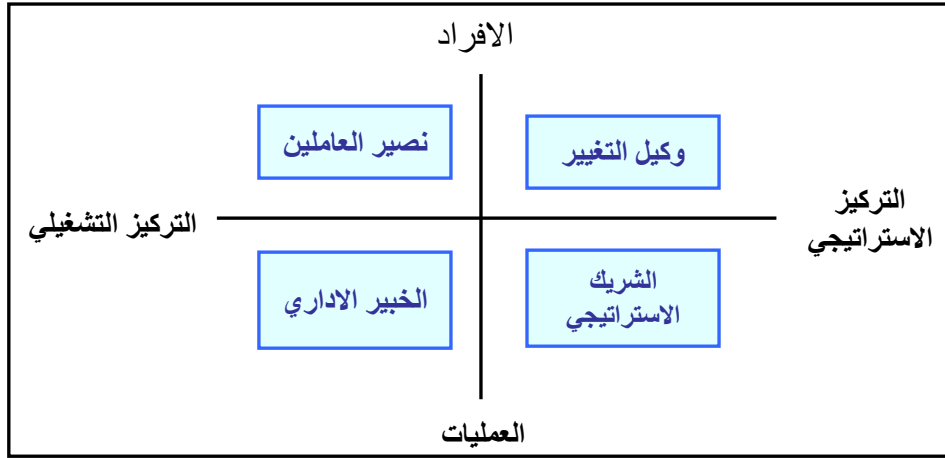 الافراد
نصير العاملين
وكيل التغيير
التركيز
الاستراتيجي
التركيز التشغيلي
الخبير الاداري
الشريك
الاستراتيجي
العمليات